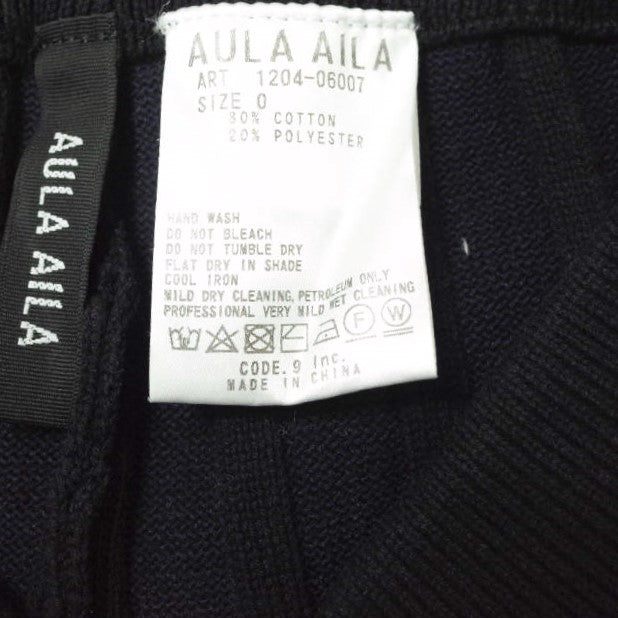 AULA AILA
AULA AILA
ART 1204-06007
SIZE 0
80% COTTON
20% POLYESTER
HAND WASH
DO NOT BLEACH
DO NOT TUMBLE DRY
FLAT DRY IN SHADE
COOL IRON
MILD DRY CLEANING, PETROLEUM ONLY
PROFESSIONAL VERY MILD WET CLEANING
F W
CODE.9 Inc.
MADE IN CHINA